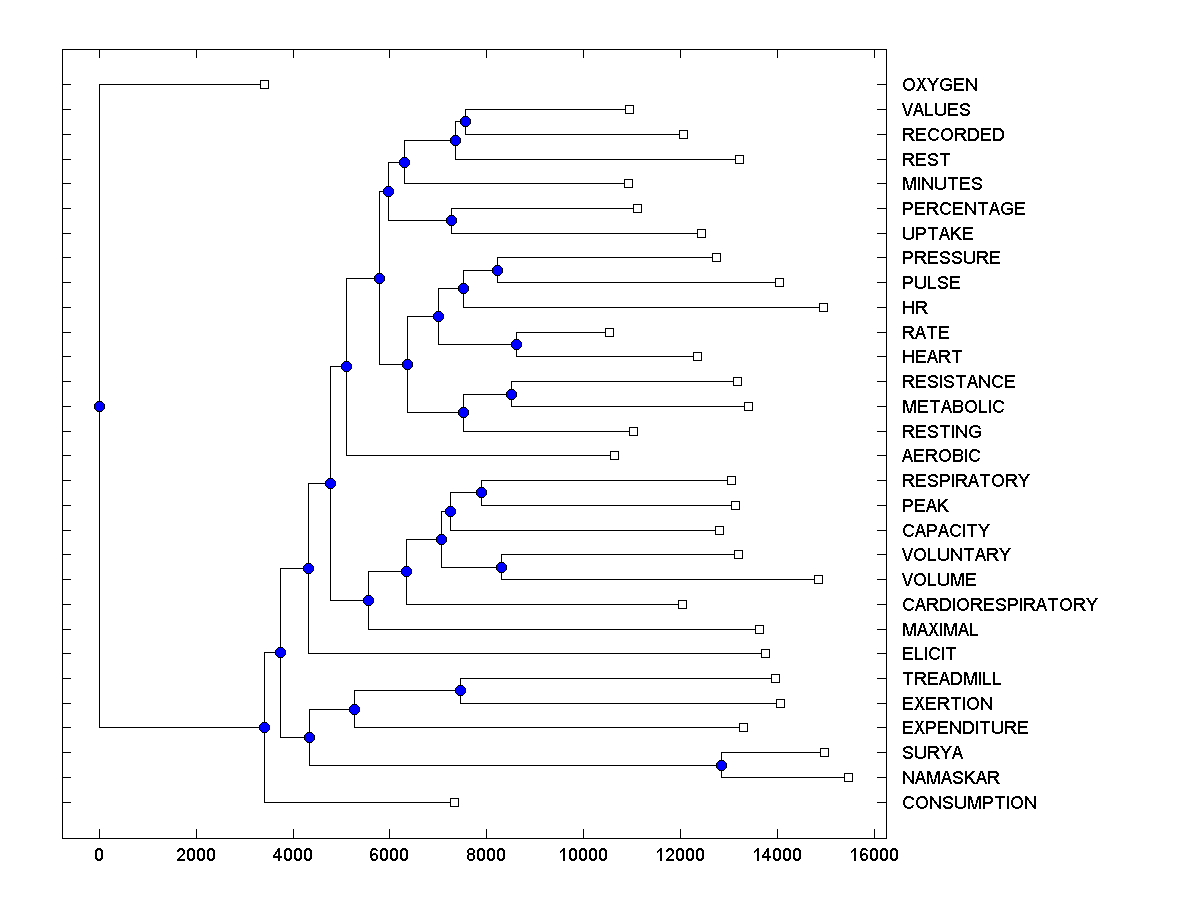 OXYGEN
VALUES
RECORDED
REST
MINUTES
PERCENTAGE
UPTAKE
PRESSURE
PULSE
HR
RATE
HEART
RESISTANCE
METABOLIC
RESTING
AEROBIC
RESPIRATORY
PEAK
CAPACITY
VOLUNTARY
VOLUME
CARDIORESPIRATORY
MAXIMAL
ELICIT
TREADMILL
EXERTION
EXPENDITURE
SURYA
NAMASKAR
CONSUMPTION
0 2000 4000 6000 8000 10000 12000 14000 16000